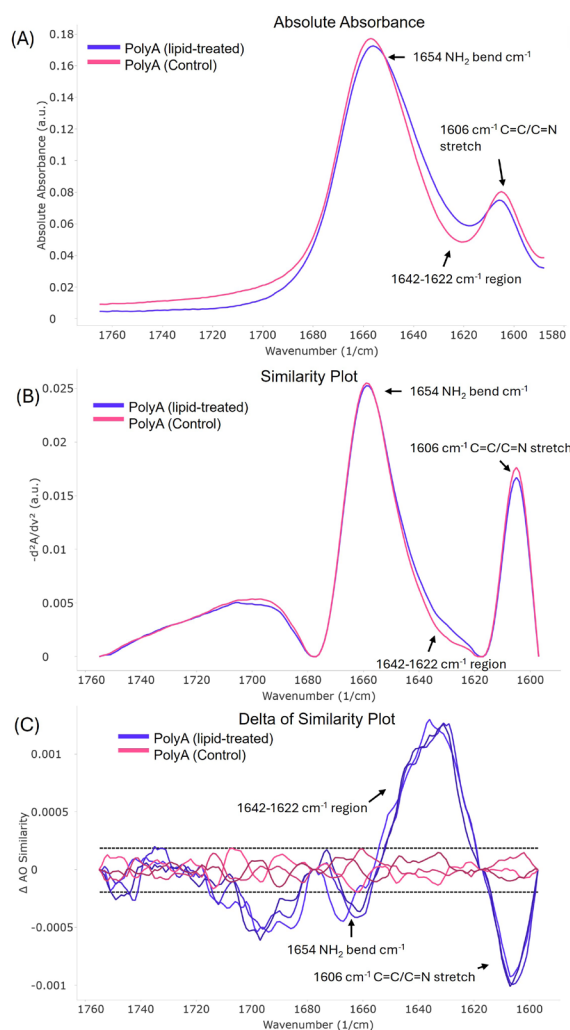 (A)
Absolute Absorbance
PolyA (lipid-treated)
PolyA (Control)
1654 NH₂ bend cm⁻¹
1606 cm⁻¹ C=C/C=N
stretch
1642-1622 cm⁻¹ region
Absolute Absorbance (a.u.)
0.18
0.16
0.14
0.12
0.10
0.08
0.06
0.04
0.02
0
1760 1740 1720 1700 1680 1660 1640 1620 1600 1580
Wavenumber (1/cm)
(B)
Similarity Plot
PolyA (lipid-treated)
PolyA (Control)
1654 NH₂ bend cm⁻¹
1606 cm⁻¹ C=C/C=N stretch
1642-1622 cm⁻¹ region
-d²A/dv² (a.u.)
0.025
0.02
0.015
0.01
0.005
0
1760 1740 1720 1700 1680 1660 1640 1620 1600
Wavenumber (1/cm)
(C)
Delta of Similarity Plot
PolyA (lipid-treated)
PolyA (Control)
1642-1622 cm⁻¹ region
1654 NH₂ bend cm⁻¹
1606 cm⁻¹ C=C/C=N stretch
Δ AO Similarity
0.001
0.0005
0
-0.0005
-0.001
1760 1740 1720 1700 1680 1660 1640 1620 1600
Wavenumber (1/cm)